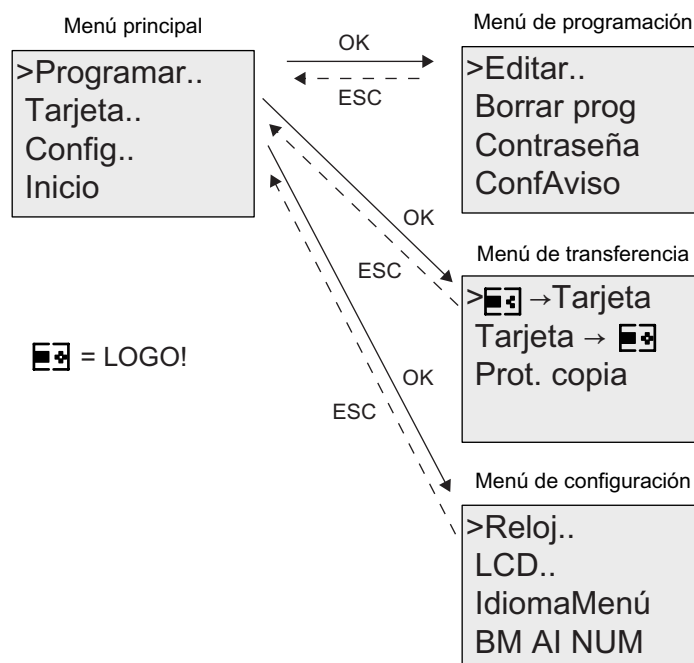 Menú principal
>Programar..
Tarjeta..
Config..
Inicio
OK
ESC
Menú de programación
>Editar..
Borrar prog
Contraseña
ConfAviso
OK
ESC
Menú de transferencia
> →Tarjeta
Tarjeta →
Prot. copia
= LOGO!
OK
ESC
Menú de configuración
>Reloj..
LCD..
IdiomaMenú
BM AI NUM